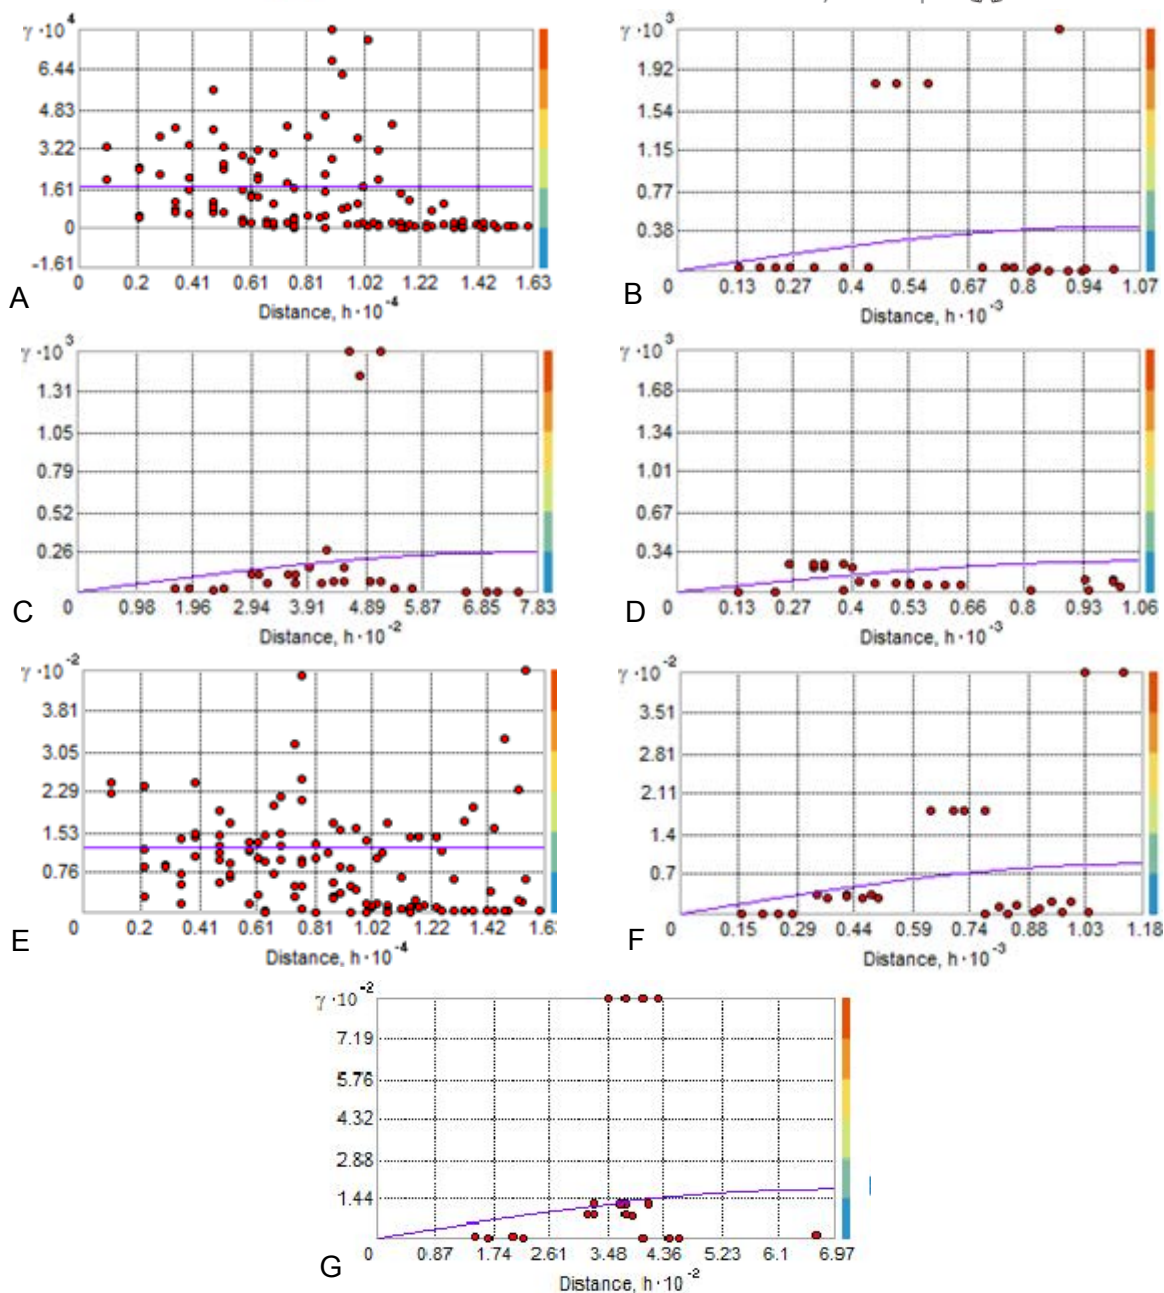 γ·10⁴
6.44
4.83
3.22
1.61
0
-1.61
0 0.2 0.41 0.61 0.81 1.02 1.22 1.42 1.63
Distance, h·10⁻⁴
A
γ·10³
1.92
1.54
1.15
0.77
0.38
0 0.13 0.27 0.4 0.54 0.67 0.8 0.94 1.07
Distance, h·10⁻³
B
γ·10³
1.31
1.05
0.79
0.52
0.26
0 0.98 1.96 2.94 3.91 4.89 5.87 6.85 7.83
Distance, h·10⁻²
C
γ·10³
1.68
1.34
1.01
0.67
0.34
0 0.13 0.27 0.4 0.53 0.66 0.8 0.93 1.06
Distance, h·10⁻³
D
γ·10⁻²
3.81
3.05
2.29
1.53
0.76
0 0.2 0.41 0.61 0.81 1.02 1.22 1.42 1.6
Distance, h·10⁻⁴
E
γ·10⁻²
3.51
2.81
2.11
1.4
0.7
0 0.15 0.29 0.44 0.59 0.74 0.88 1.03 1.18
Distance, h·10⁻³
F
γ·10⁻²
7.19
5.76
4.32
2.88
1.44
0 0.87 1.74 2.61 3.48 4.36 5.23 6.1 6.97
Distance, h·10⁻²
G